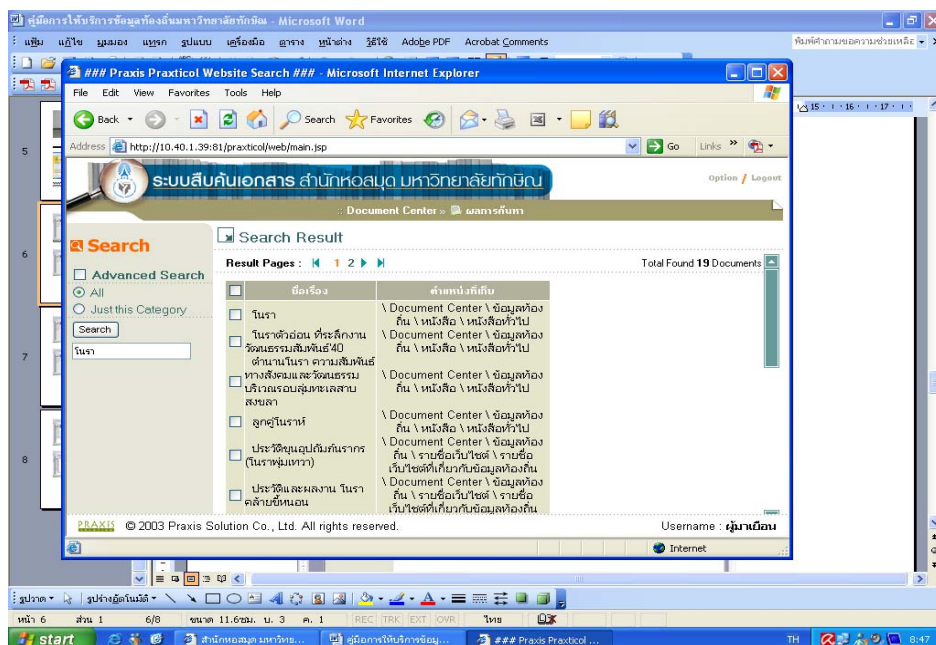 คู่มือการให้บริการข้อมูลท้องถิ่นมหาวิทยาลัยทักษิณ - Microsoft Word
แฟ้ม แก้ไข มุมมอง แทรก รูปแบบ เครื่องมือ ตาราง หน้าต่าง วิธีใช้ Adobe PDF Acrobat Comments
พิมพ์คำถามขอความช่วยเหลือ
### Praxis Praxticol Website Search ### - Microsoft Internet Explorer
File Edit View Favorites Tools Help
Back Search Favorites
Address http://10.40.1.39:81/praxticol/web/main.jsp Go Links
15 16 17
ระบบสืบค้นเอกสาร สำนักหอสมุด มหาวิทยาลัยทักษิณ
Option / Logout
:: Document Center » ผลการค้นหา
Search
Advanced Search
All
Just this Category
Search
โนรา
Search Result
Result Pages : 1 2
Total Found 19 Documents
ชื่อเรื่อง ตำแหน่งที่เก็บ
โนรา
\ Document Center \ ข้อมูลท้อง
ถิ่น \ หนังสือ \ หนังสือทั่วไป
โนราตัวอ่อน ที่ระลึกงาน
วัฒนธรรมสัมพันธ์'40
\ Document Center \ ข้อมูลท้อง
ถิ่น \ หนังสือ \ หนังสือทั่วไป
ตำนานโนรา ความสัมพันธ์
ทางสังคมและวัฒนธรรม
บริเวณรอบลุ่มทะเลสาบ
สงขลา
\ Document Center \ ข้อมูลท้อง
ถิ่น \ หนังสือ \ หนังสือทั่วไป
ลูกคู่โนราห์
\ Document Center \ ข้อมูลท้อง
ถิ่น \ หนังสือ \ หนังสือทั่วไป
ประวัติขุนอุปถัมภ์นรากร
(โนราพุ่มเทวา)
\ Document Center \ ข้อมูลท้อง
ถิ่น \ รายชื่อเว็บไซต์ \ รายชื่อ
เว็บไซต์ที่เกี่ยวกับข้อมูลท้องถิ่น
ประวัติและผลงาน โนรา
คล้ายขี้หนอน
\ Document Center \ ข้อมูลท้อง
ถิ่น \ รายชื่อเว็บไซต์ \ รายชื่อ
เว็บไซต์ที่เกี่ยวกับข้อมูลท้องถิ่น
PRAXIS © 2003 Praxis Solution Co., Ltd. All rights reserved.
Username : ผู้มาเยือน
Internet
5
6
7
8
รูปวาด รูปร่างอัตโนมัติ
หน้า 6 ส่วน 1 6/8 ขนาด 11.6ซม. บ. 3 ค. 1 REC TRK EXT OVR ไทย
start สำนักหอสมุด มหาวิทย... คู่มือการให้บริการข้อมู... ### Praxis Praxticol ... TH 8:47